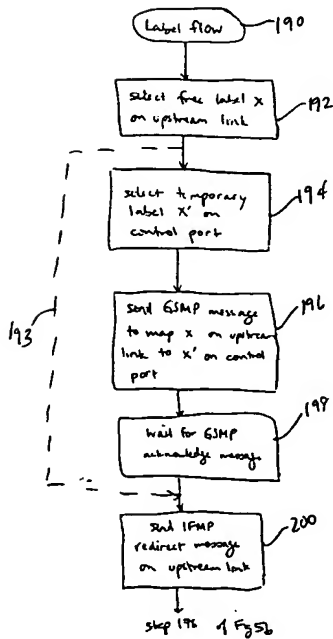 Label flow
190
select free label x
on upstream link
192
select temporary
label x' on
control port
194
send GSMP message
to map x on upstream
link to x' on control
port
196
193
wait for GSMP
acknowledge message
198
send IFMP
redirect message
on upstream link
200
step 198 of Fig 5b